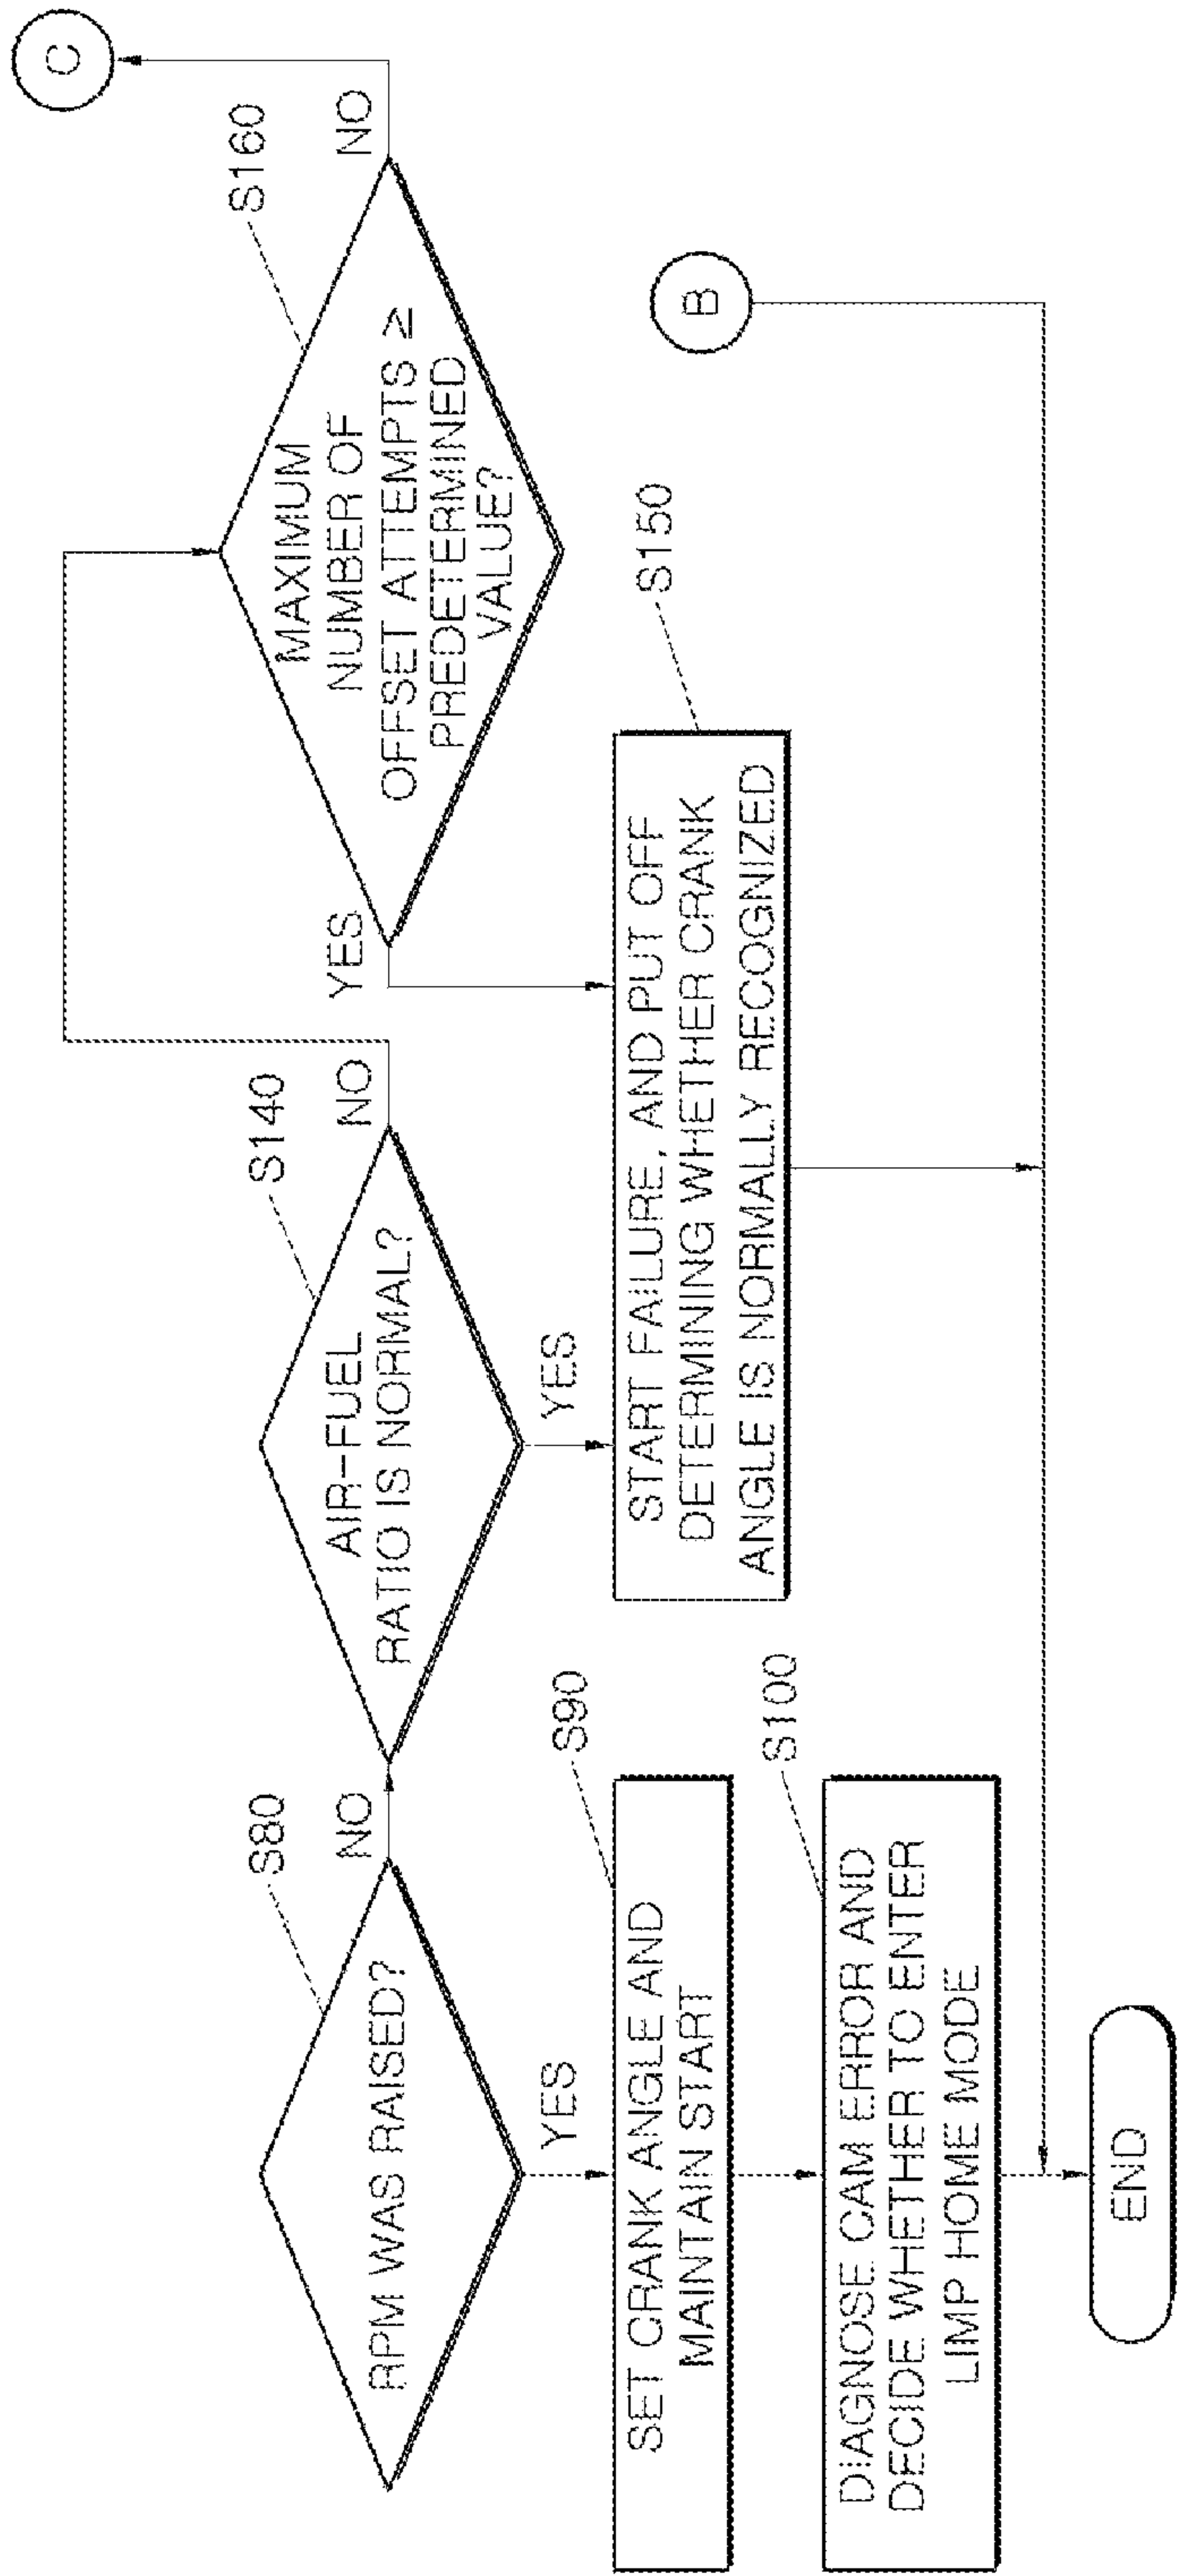 S80
RPM WAS RAISED?
NO
YES
S90
SET CRANK ANGLE AND
MAINTAIN START
S100
DIAGNOSE CAM ERROR AND
DECIDE WHETHER TO ENTER
LIMP HOME MODE
END
S140
AIR-FUEL
RATIO IS NORMAL?
NO
YES
S150
START FAILURE, AND PUT OFF
DETERMINING WHETHER CRANK
ANGLE IS NORMALLY RECOGNIZED
S160
MAXIMUM
NUMBER OF
OFFSET ATTEMPTS ≥
PREDETERMINED
VALUE?
YES
NO
C
B